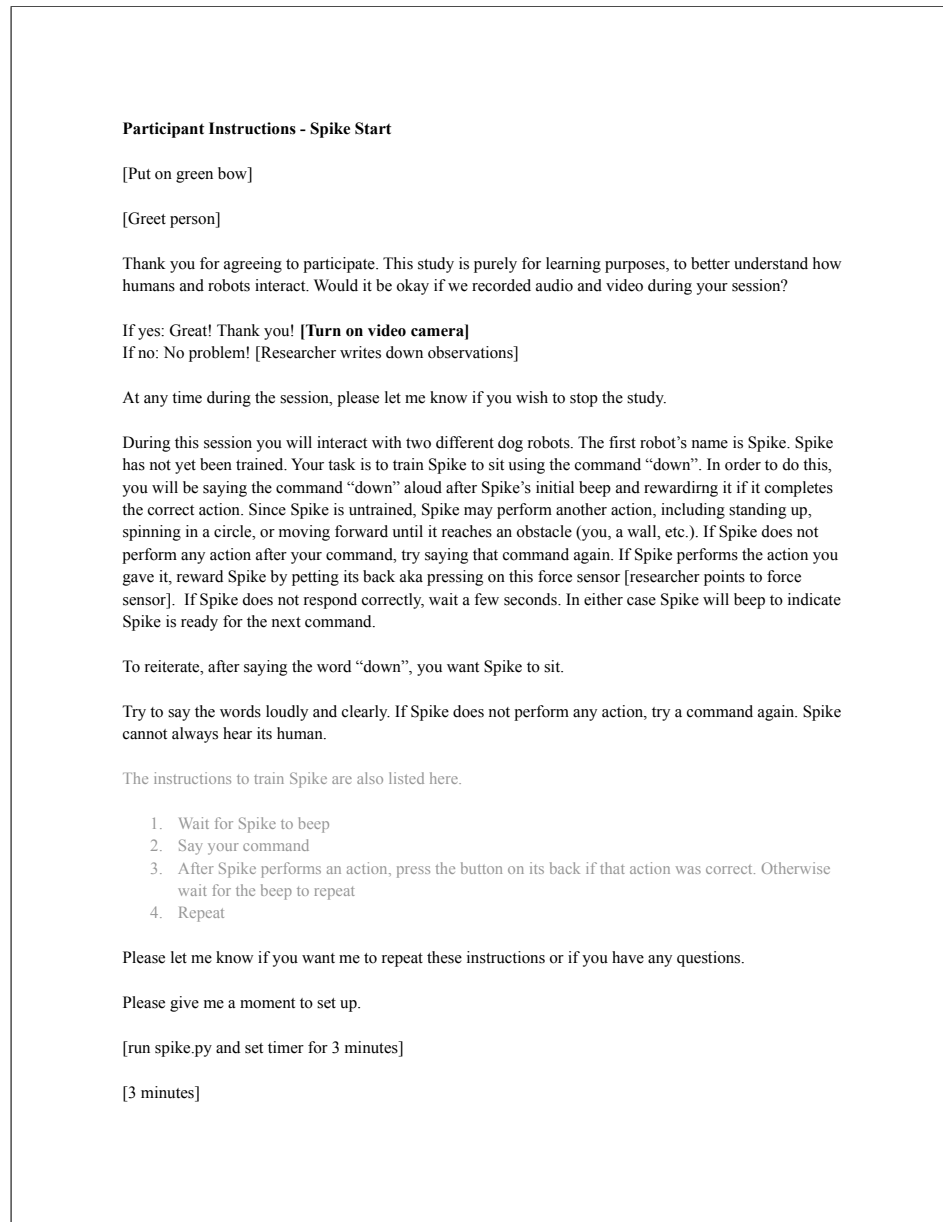 Participant Instructions - Spike Start
[Put on green bow]
[Greet person]
Thank you for agreeing to participate. This study is purely for learning purposes, to better understand how
humans and robots interact. Would it be okay if we recorded audio and video during your session?
If yes: Great! Thank you! [Turn on video camera]
If no: No problem! [Researcher writes down observations]
At any time during the session, please let me know if you wish to stop the study.
During this session you will interact with two different dog robots. The first robot’s name is Spike. Spike
has not yet been trained. Your task is to train Spike to sit using the command “down”. In order to do this,
you will be saying the command “down” aloud after Spike’s initial beep and rewardirng it if it completes
the correct action. Since Spike is untrained, Spike may perform another action, including standing up,
spinning in a circle, or moving forward until it reaches an obstacle (you, a wall, etc.). If Spike does not
perform any action after your command, try saying that command again. If Spike performs the action you
gave it, reward Spike by petting its back aka pressing on this force sensor [researcher points to force
sensor].  If Spike does not respond correctly, wait a few seconds. In either case Spike will beep to indicate
Spike is ready for the next command.
To reiterate, after saying the word “down”, you want Spike to sit.
Try to say the words loudly and clearly. If Spike does not perform any action, try a command again. Spike
cannot always hear its human.
The instructions to train Spike are also listed here.
1. Wait for Spike to beep
2. Say your command
3. After Spike performs an action, press the button on its back if that action was correct. Otherwise
wait for the beep to repeat
4. Repeat
Please let me know if you want me to repeat these instructions or if you have any questions.
Please give me a moment to set up.
[run spike.py and set timer for 3 minutes]
[3 minutes]